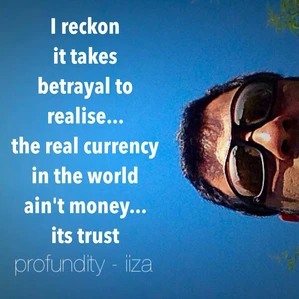 I reckon
it takes
betrayal to
realise...
the real currency
in the world
ain't money...
its trust
profundity - iiza